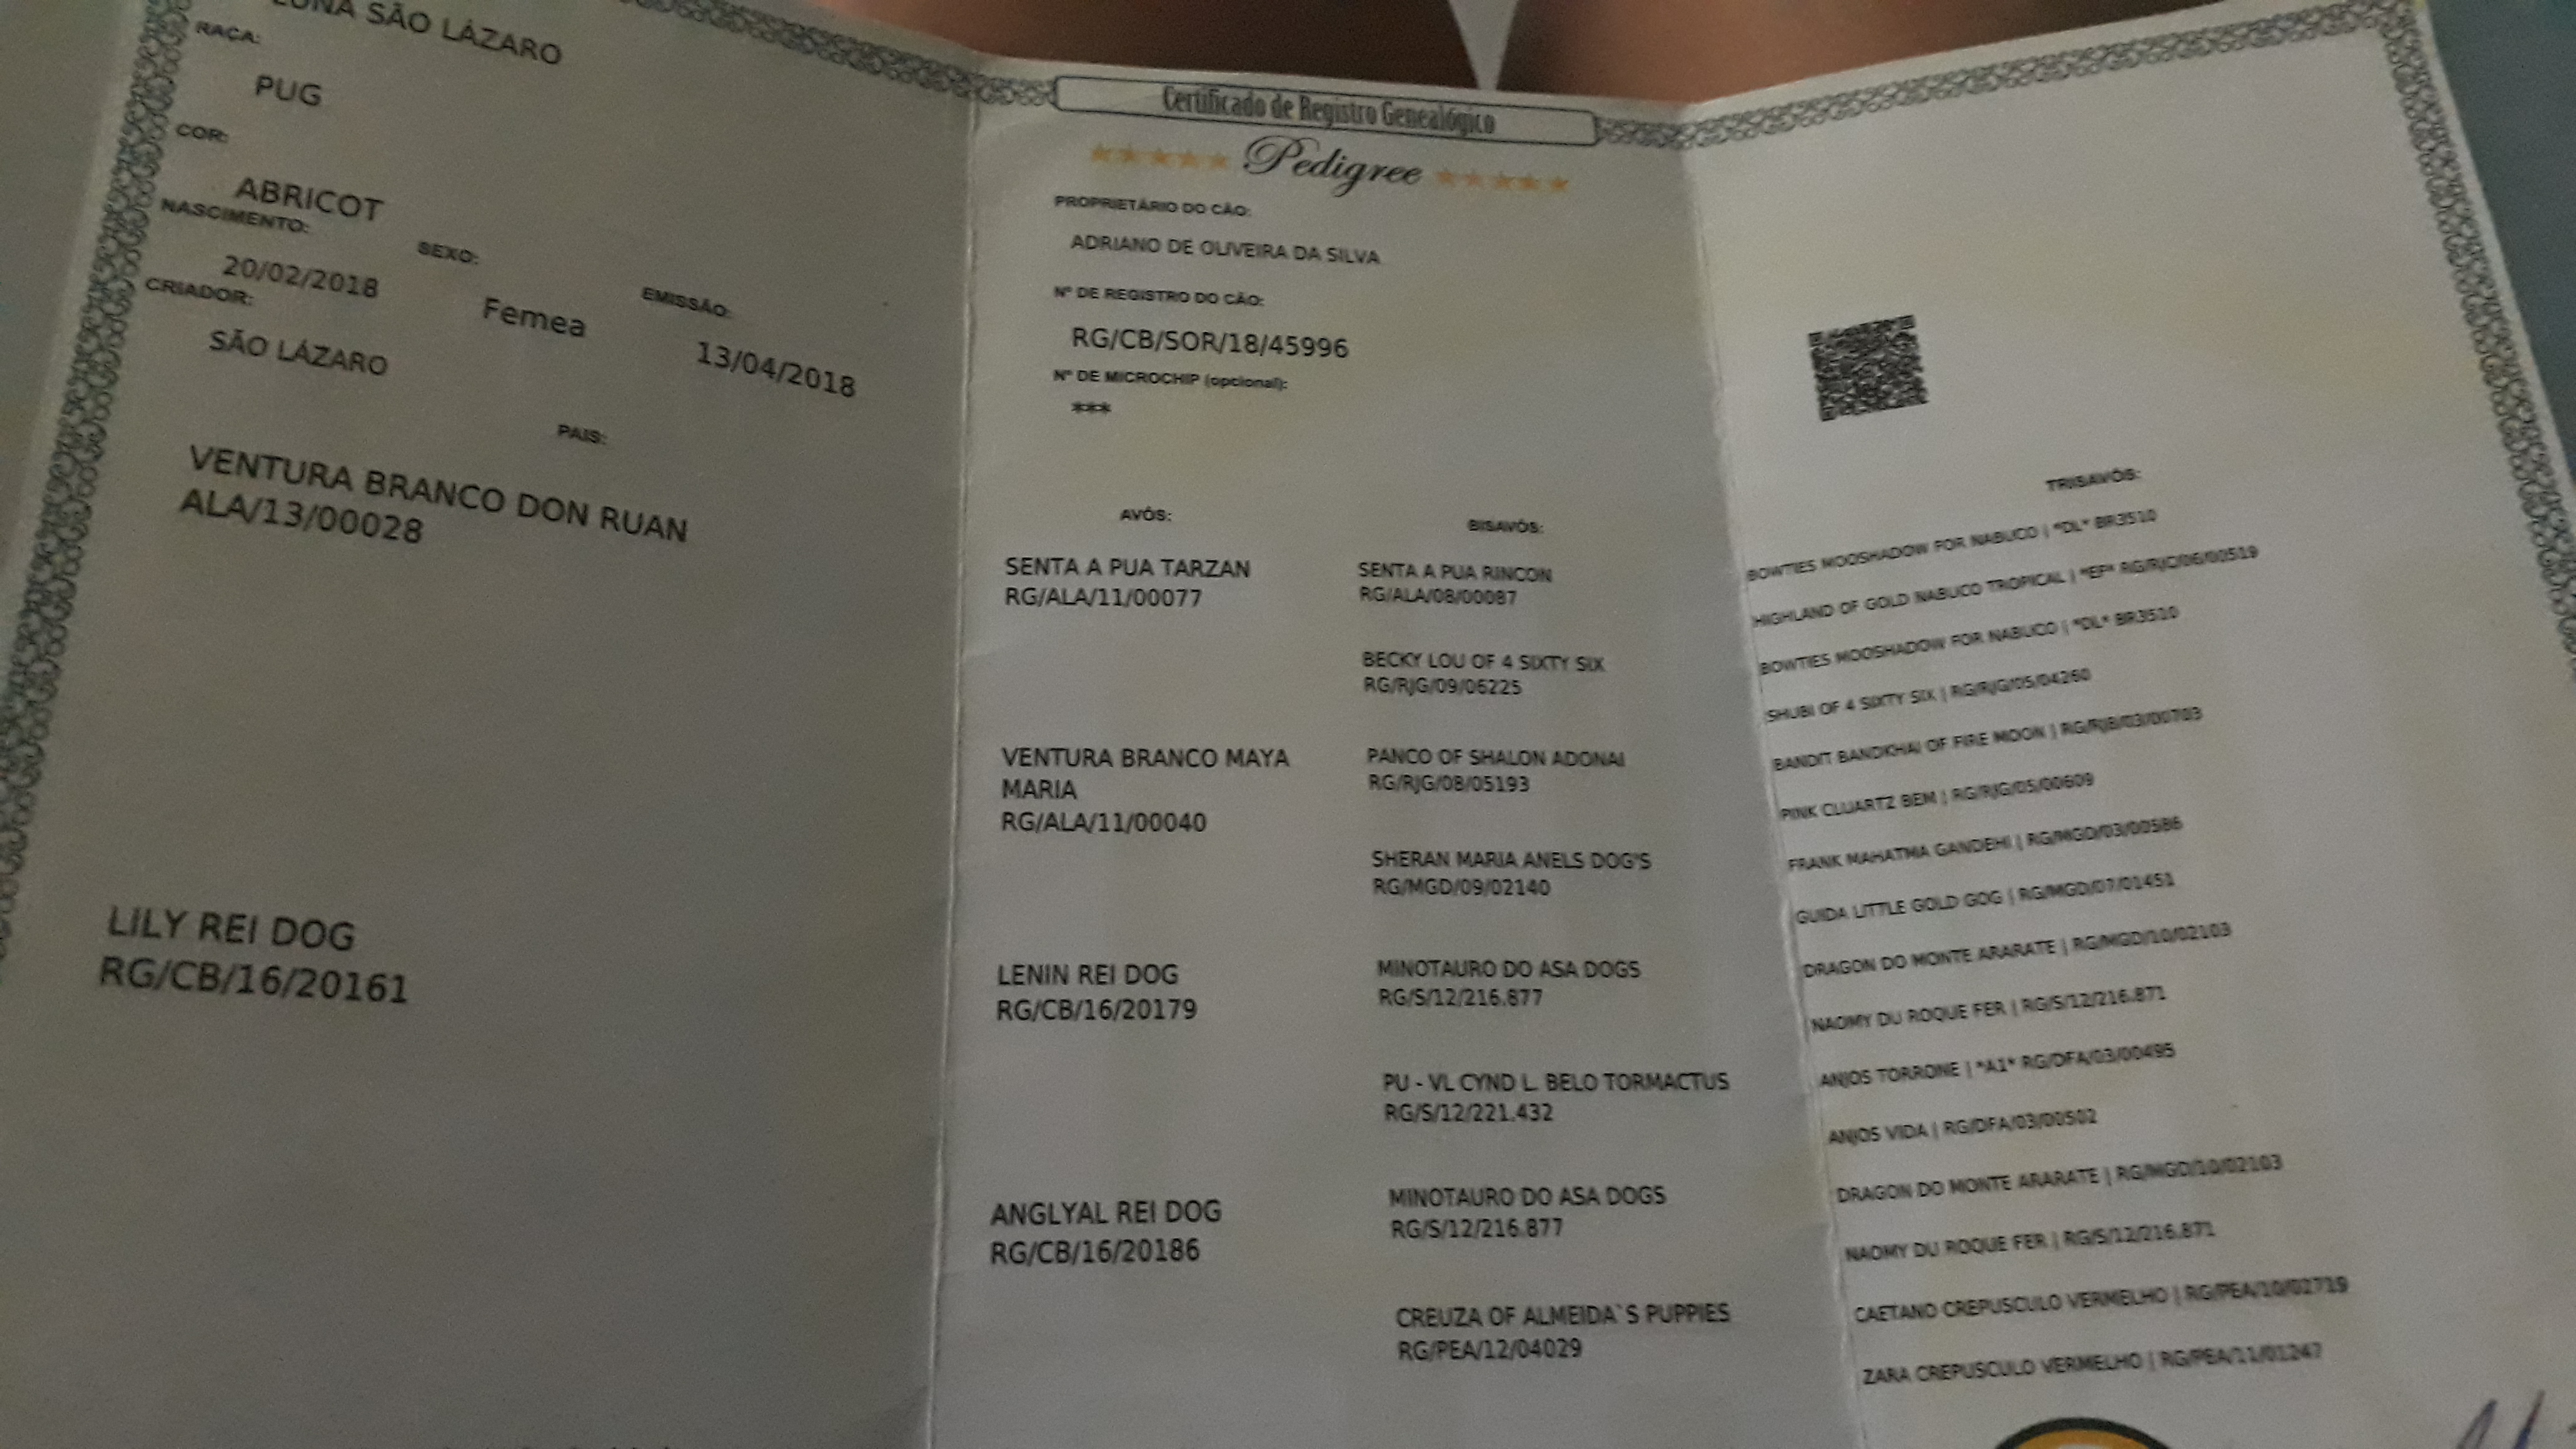 SÃO LÁZARO
RAÇA:
PUG
COR:
ABRICOT
NASCIMENTO:
SEXO:
EMISSÃO:
20/02/2018
Femea
13/04/2018
CRIADOR:
SÃO LÁZARO
PAIS:
VENTURA BRANCO DON RUAN
ALA/13/00028
LILY REI DOG
RG/CB/16/20161
Certificado de Registro Genealógico
Pedigree
PROPRIETÁRIO DO CÃO:
ADRIANO DE OLIVEIRA DA SILVA
Nº DE REGISTRO DO CÃO:
RG/CB/SOR/18/45996
Nº DE MICROCHIP (opcional):
***
AVÓS:
SENTA A PUA TARZAN
RG/ALA/11/00077
VENTURA BRANCO MAYA
MARIA
RG/ALA/11/00040
LENIN REI DOG
RG/CB/16/20179
ANGLYAL REI DOG
RG/CB/16/20186
BISAVÓS:
SENTA A PUA RINCON
RG/ALA/08/00087
BECKY LOU OF 4 SIXTY SIX
RG/RJG/09/06225
PANCO OF SHALON ADONAI
RG/RJG/08/05193
SHERAN MARIA ANELS DOG'S
RG/MGD/09/02140
MINOTAURO DO ASA DOGS
RG/S/12/216.877
PU - VL CYND L. BELO TORMACTUS
RG/S/12/221.432
MINOTAURO DO ASA DOGS
RG/S/12/216.877
CREUZA OF ALMEIDA`S PUPPIES
RG/PEA/12/04029
TRISAVÓS:
BOWTIES MOOSHADOW FOR NABUCO | *DL* BR3510
HIGHLAND OF GOLD NABUCO TROPICAL | *EF* RG/RJC/06/00519
BOWTIES MOOSHADOW FOR NABUCO | *DL* BR3510
SHUBI OF 4 SIXTY SIX | RG/RJG/05/04260
BANDIT BANDKHAI OF FIRE MOON | RG/RJB/03/00703
PINK CLUARTZ BEM | RG/RJG/05/00609
FRANK MAHATMA GANDEHI | RG/MGD/03/00586
GUIDA LITTLE GOLD GOG | RG/MGD/07/01451
DRAGON DO MONTE ARARATE | RG/MGD/10/02103
NAOMY DU ROQUE FER | RG/S/12/216.871
ANJOS TORRONE | *A1* RG/DFA/03/00495
ANJOS VIDA | RG/DFA/03/00502
DRAGON DO MONTE ARARATE | RG/MGD/10/02103
NAOMY DU ROQUE FER | RG/S/12/216.871
CAETANO CREPUSCULO VERMELHO | RG/PEA/10/02719
ZARA CREPUSCULO VERMELHO | RG/PEA/11/01247